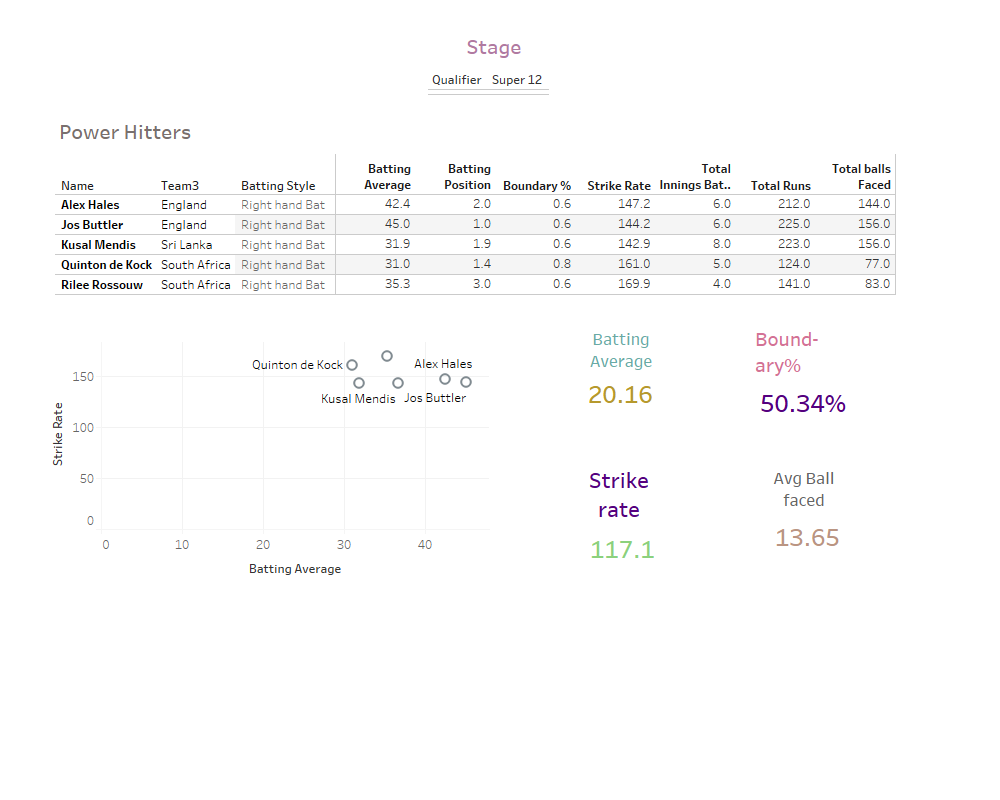 Stage
Qualifier Super 12
Power Hitters
Name Team3 Batting Style Batting Average Batting Position Boundary % Strike Rate Total Innings Bat.. Total Runs Total balls Faced
Alex Hales England Right hand Bat 42.4 2.0 0.6 147.2 6.0 212.0 144.0
Jos Buttler England Right hand Bat 45.0 1.0 0.6 144.2 6.0 225.0 156.0
Kusal Mendis Sri Lanka Right hand Bat 31.9 1.9 0.6 142.9 8.0 223.0 156.0
Quinton de Kock South Africa Right hand Bat 31.0 1.4 0.8 161.0 5.0 124.0 77.0
Rilee Rossouw South Africa Right hand Bat 35.3 3.0 0.6 169.9 4.0 141.0 83.0
Quinton de Kock
Alex Hales
Kusal Mendis
Jos Buttler
150
100
50
0
Strike Rate
0 10 20 30 40
Batting Average
Batting
Average
20.16
Bound-
ary%
50.34%
Strike
rate
117.1
Avg Ball
faced
13.65